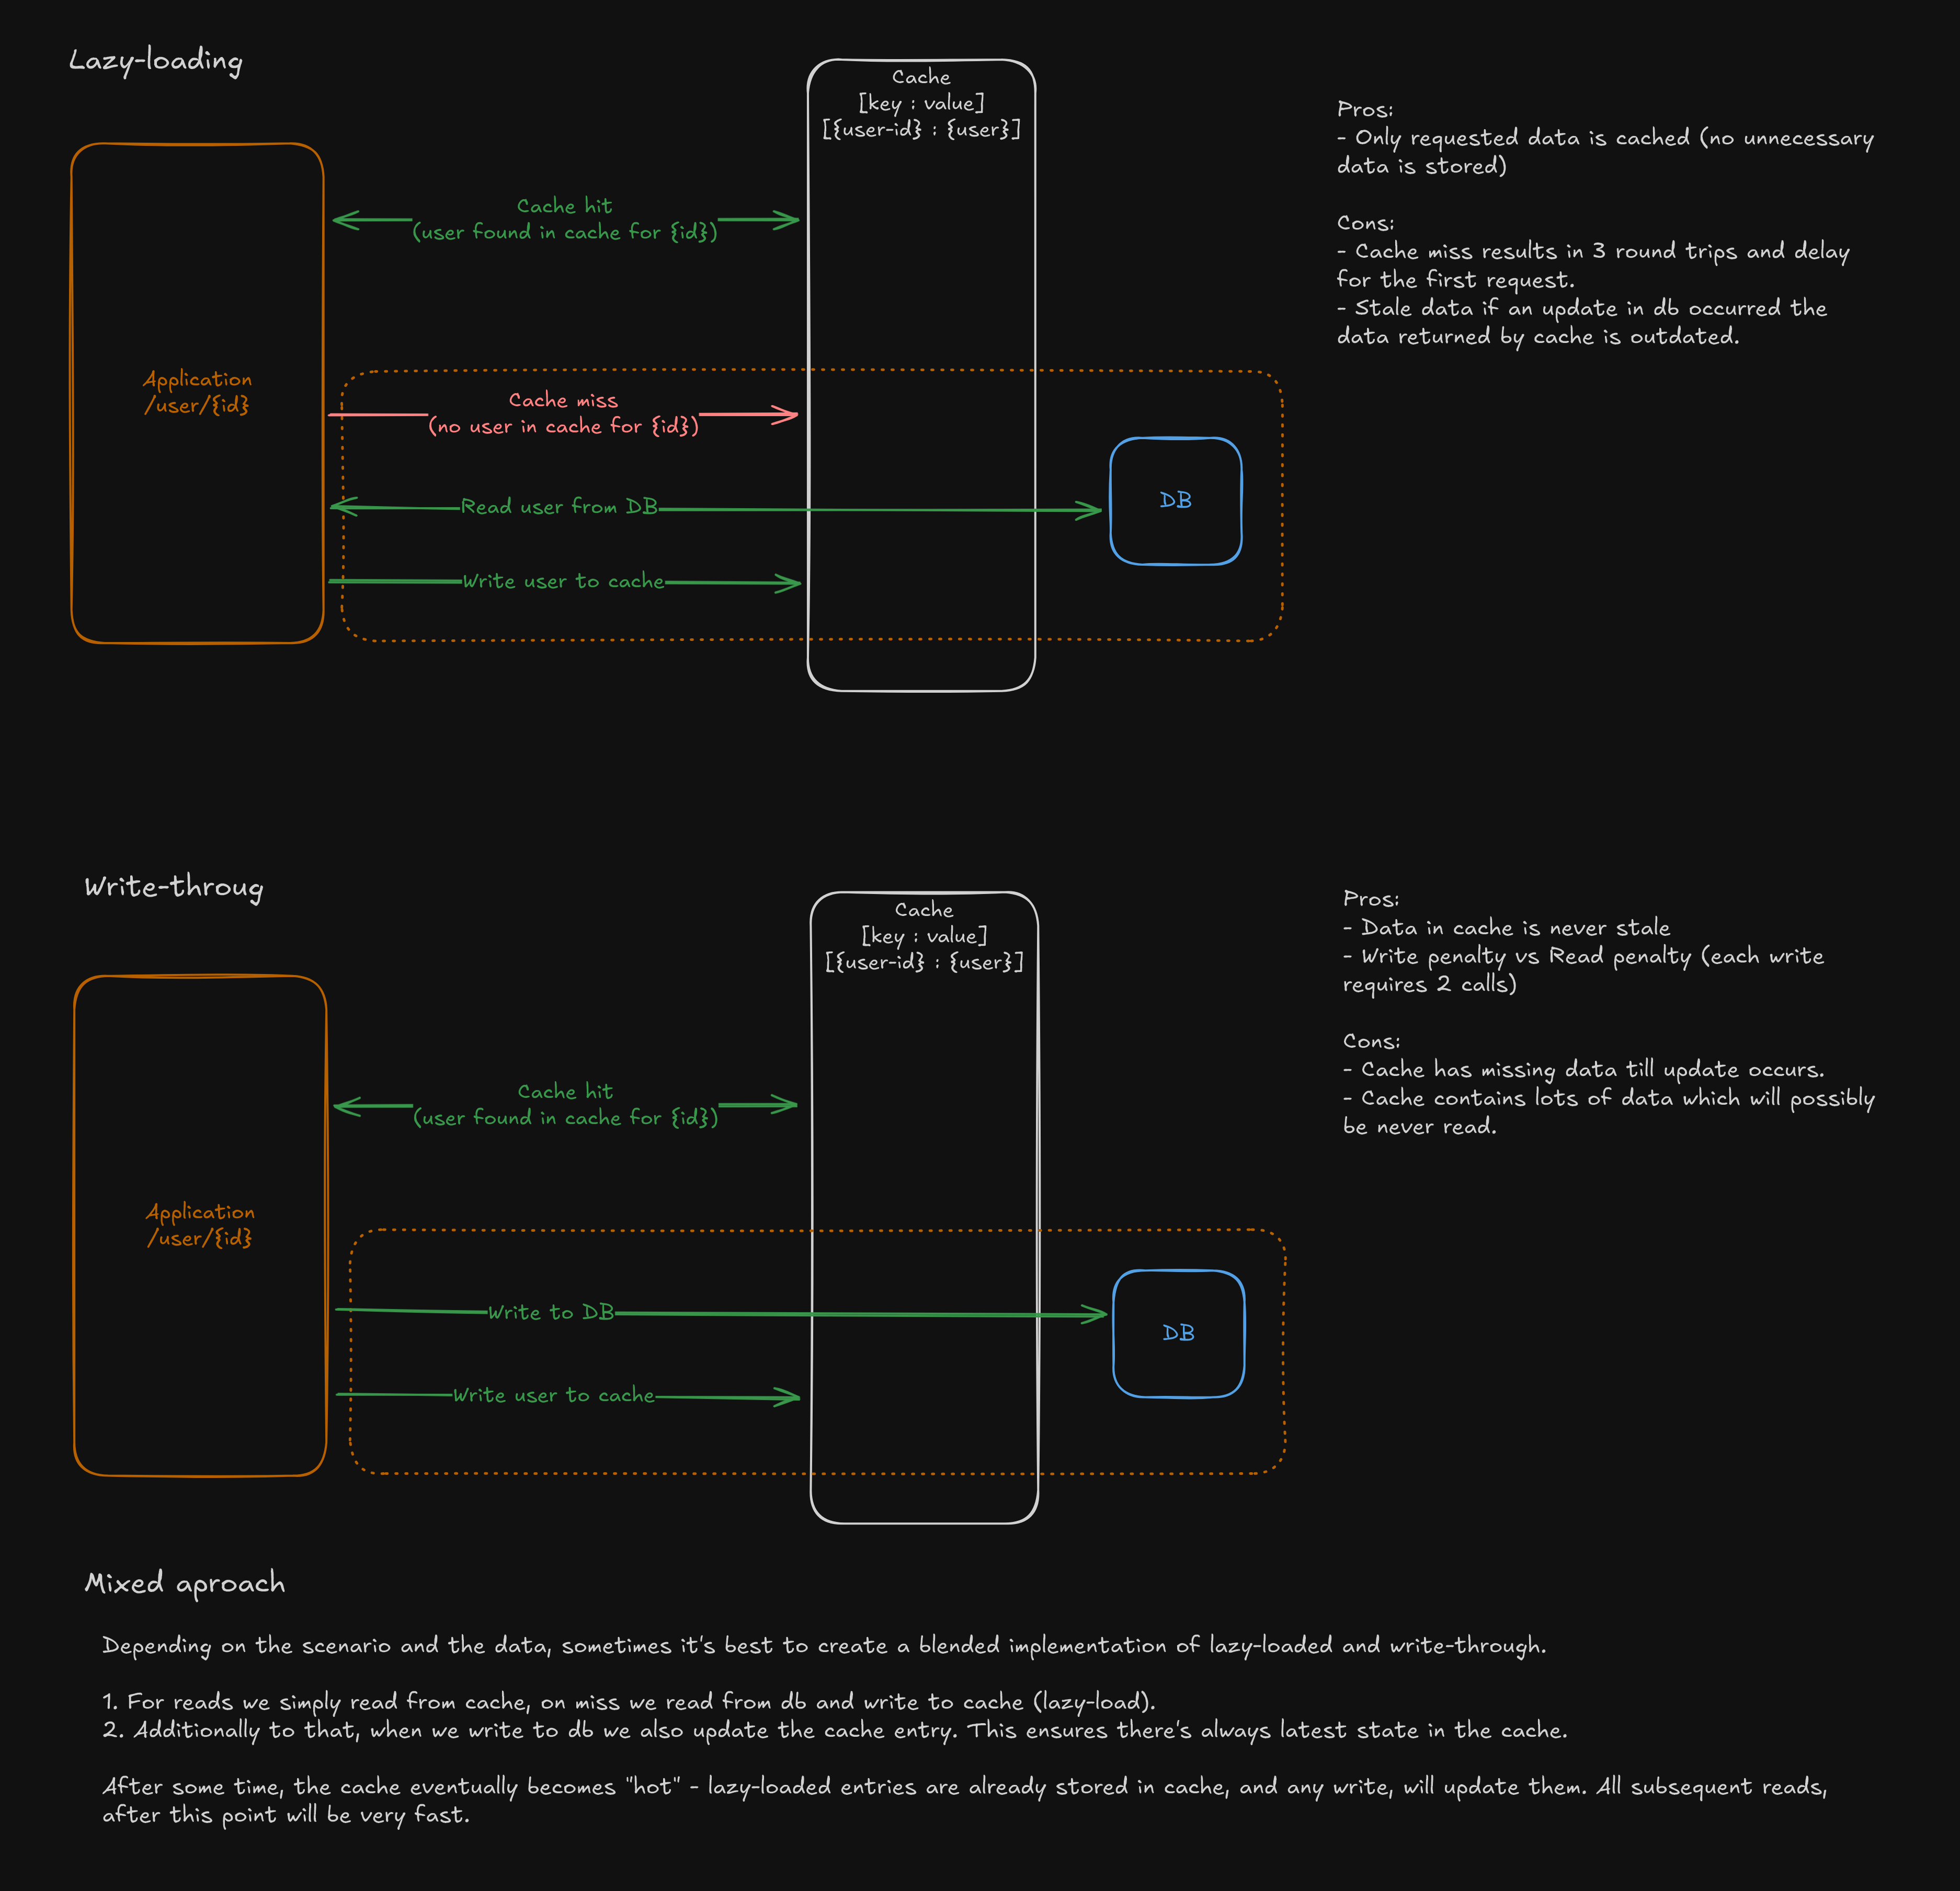 Lazy-loading
Cache
[key : value]
[{user-id} : {user}]
Pros:
- Only requested data is cached (no unnecessary
data is stored)
Cons:
- Cache miss results in 3 round trips and delay
for the first request.
- Stale data if an update in db occurred the
data returned by cache is outdated.
Cache hit
(user found in cache for {id})
Application
/user/{id}
Cache miss
(no user in cache for {id})
Read user from DB
DB
Write user to cache
Write-throug
Cache
[key : value]
[{user-id} : {user}]
Pros:
- Data in cache is never stale
- Write penalty vs Read penalty (each write
requires 2 calls)
Cons:
- Cache has missing data till update occurs.
- Cache contains lots of data which will possibly
be never read.
Cache hit
(user found in cache for {id})
Application
/user/{id}
Write to DB
DB
Write user to cache
Mixed aproach
Depending on the scenario and the data, sometimes it's best to create a blended implementation of lazy-loaded and write-through.
1. For reads we simply read from cache, on miss we read from db and write to cache (lazy-load).
2. Additionally to that, when we write to db we also update the cache entry. This ensures there's always latest state in the cache.
After some time, the cache eventually becomes "hot" - lazy-loaded entries are already stored in cache, and any write, will update them. All subsequent reads,
after this point will be very fast.